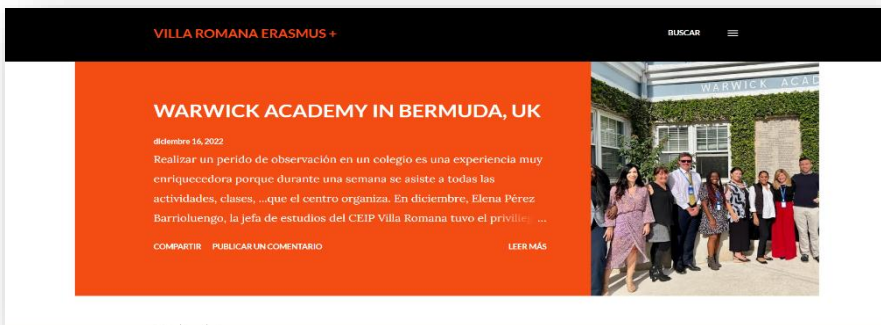 VILLA ROMANA ERASMUS +
BUSCAR
WARWICK ACADEMY IN BERMUDA, UK
diciembre 16, 2022
Realizar un perido de observación en un colegio es una experiencia muy
enriquecedora porque durante una semana se asiste a todas las
actividades, clases, ...que el centro organiza. En diciembre, Elena Pérez
Barrioluengo, la jefa de estudios del CEIP Villa Romana tuvo el privilieg ...
COMPARTIR PUBLICAR UN COMENTARIO LEER MÁS
WARWICK ACAD